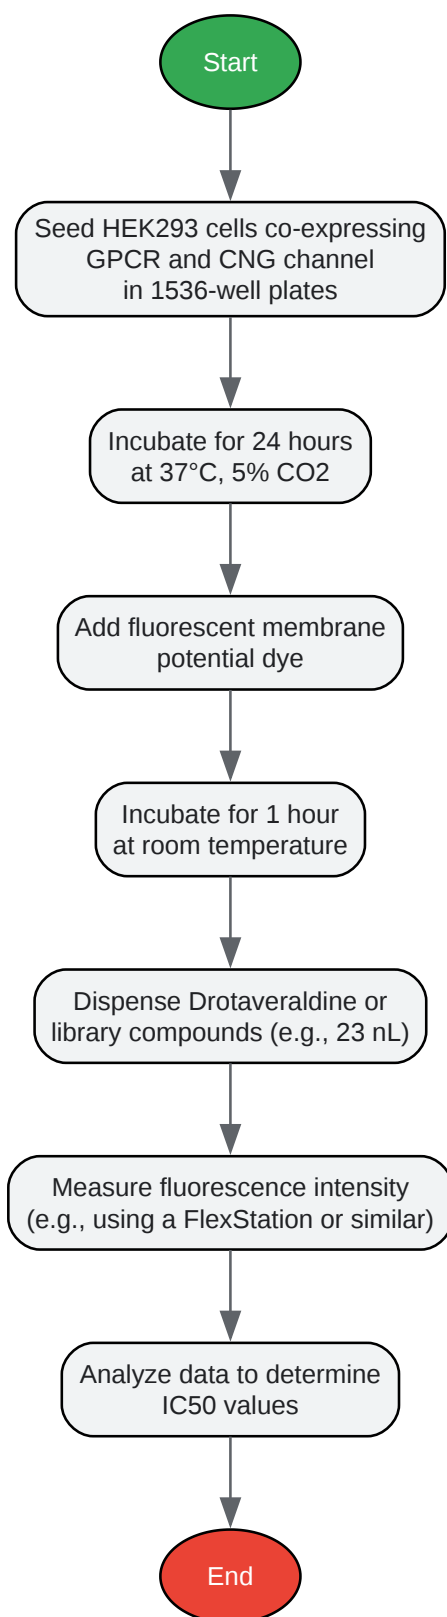 Start
Seed HEK293 cells co-expressing
GPCR and CNG channel
in 1536-well plates
Incubate for 24 hours
at 37°C, 5% CO2
Add fluorescent membrane
potential dye
Incubate for 1 hour
at room temperature
Dispense Drotaveraldine or
library compounds (e.g., 23 nL)
Measure fluorescence intensity
(e.g., using a FlexStation or similar)
Analyze data to determine
IC50 values
End